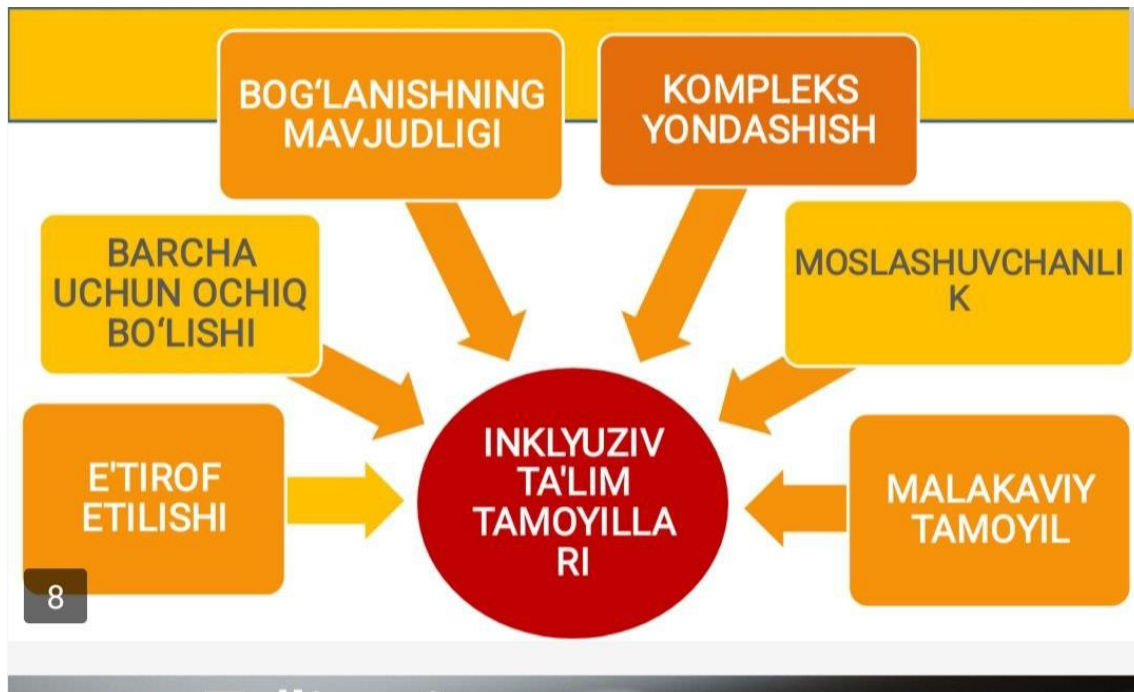 BOG‘LANISHNING
MAVJUDLIGI
KOMPLEKS
YONDASHISH
BARCHA
UCHUN OCHIQ
BO‘LISHI
MOSLASHUVCHANLI
K
E'TIROF
ETILISHI
INKLYUZIV
TA'LIM
TAMOYILLA
RI
MALAKAVIY
TAMOYIL
8